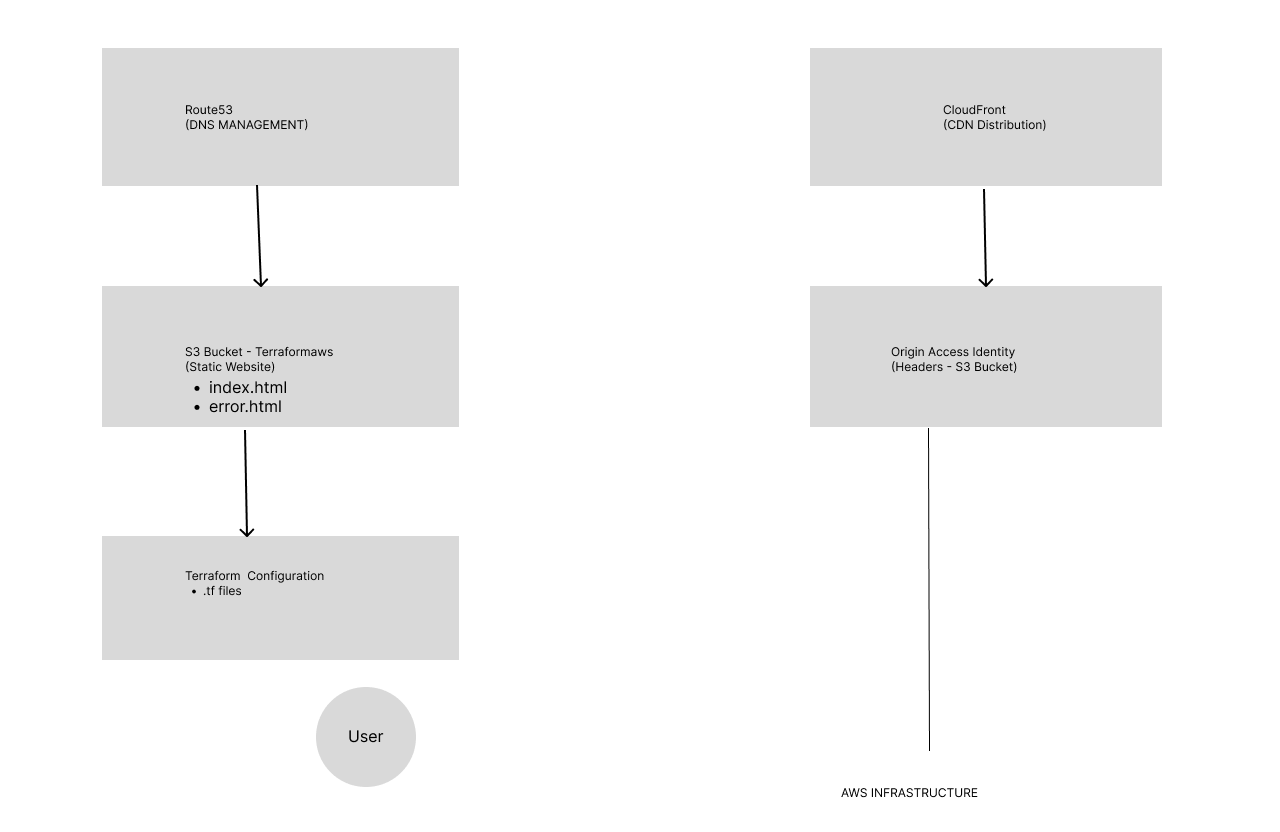 Route53
(DNS MANAGEMENT)
CloudFront
(CDN Distribution)
S3 Bucket - Terraformaws
(Static Website)
• index.html
• error.html
Origin Access Identity
(Headers - S3 Bucket)
Terraform  Configuration
• .tf files
User
AWS INFRASTRUCTURE